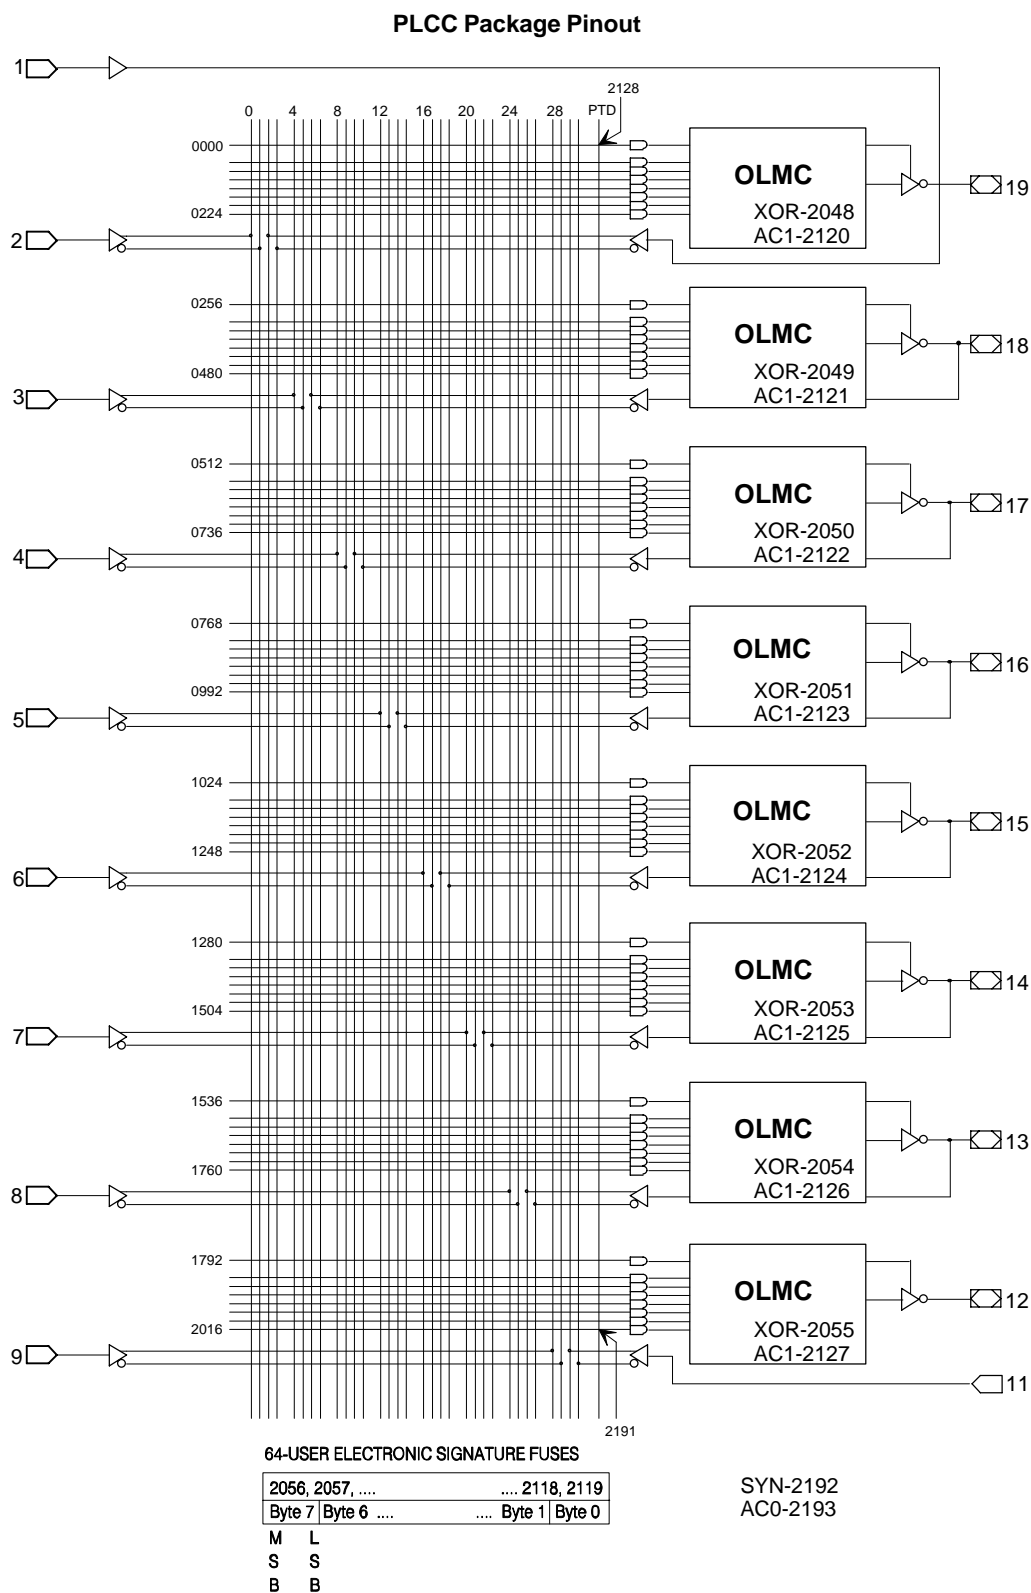 PLCC Package Pinout
1
2128
0 4 8 12 16 20 24 28 PTD
0000
OLMC
19
XOR-2048
0224
AC1-2120
2
0256
OLMC
18
XOR-2049
0480
AC1-2121
3
0512
OLMC
17
XOR-2050
0736
AC1-2122
4
0768
OLMC
16
XOR-2051
0992
AC1-2123
5
1024
OLMC
15
XOR-2052
1248
AC1-2124
6
1280
OLMC
14
XOR-2053
1504
AC1-2125
7
1536
OLMC
13
XOR-2054
1760
AC1-2126
8
1792
OLMC
12
XOR-2055
2016
AC1-2127
9
11
2191
64-USER ELECTRONIC SIGNATURE FUSES
2056, 2057, .... .... 2118, 2119
Byte 7 Byte 6 .... .... Byte 1 Byte 0
M L
S S
B B
SYN-2192
AC0-2193